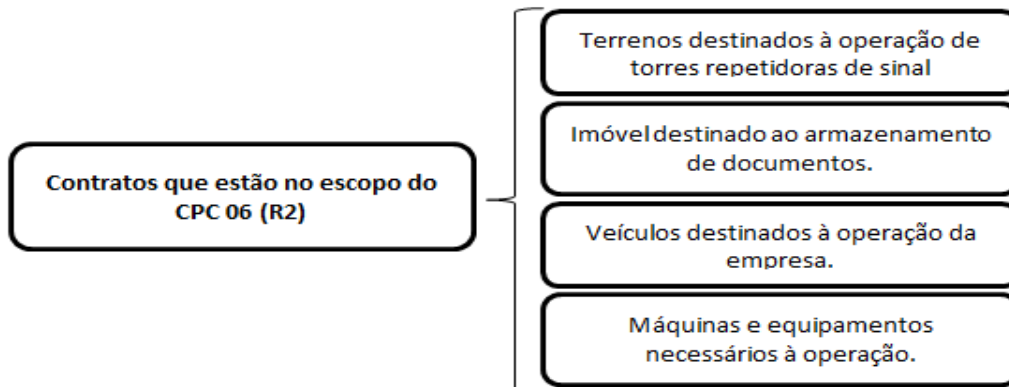 Contratos que estão no escopo do
CPC 06 (R2)
Terrenos destinados à operação de
torres repetidoras de sinal
Imóvel destinado ao armazenamento
de documentos.
Veículos destinados à operação da
empresa.
Máquinas e equipamentos
necessários à operação.